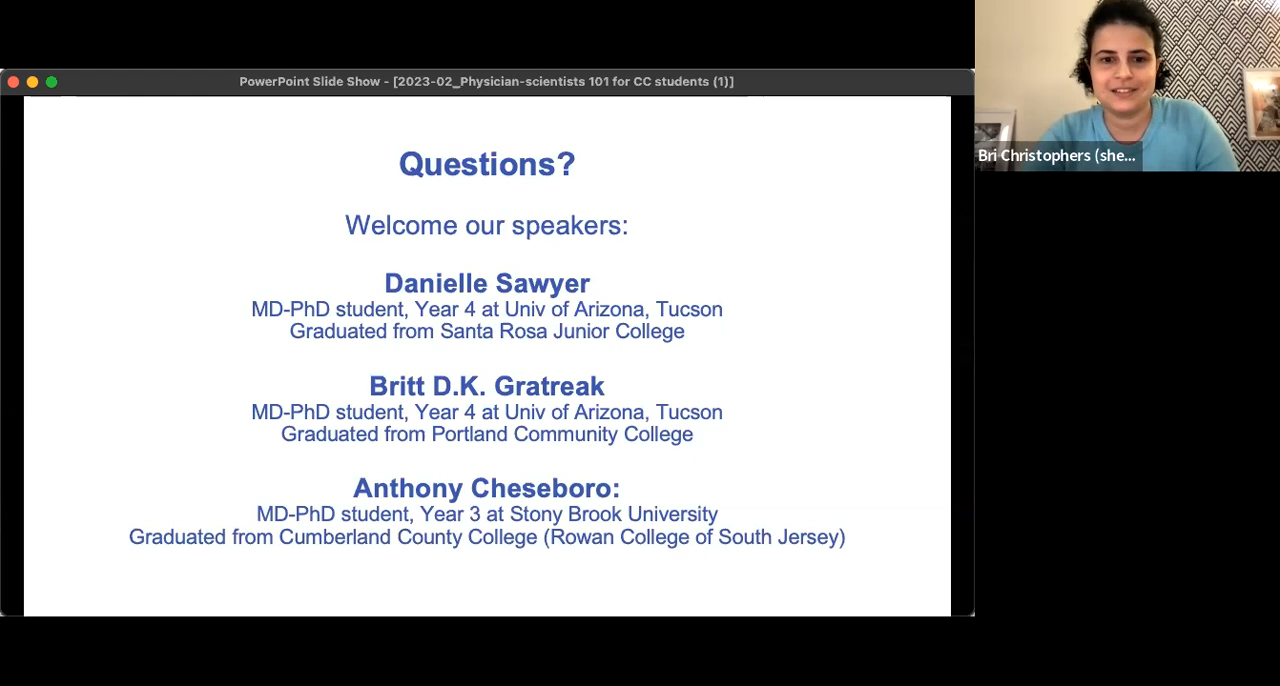 PowerPoint Slide Show - [2023-02_Physician-scientists 101 for CC students (1)]
Questions?
Welcome our speakers:
Danielle Sawyer
MD-PhD student, Year 4 at Univ of Arizona, Tucson
Graduated from Santa Rosa Junior College
Britt D.K. Gratreak
MD-PhD student, Year 4 at Univ of Arizona, Tucson
Graduated from Portland Community College
Anthony Cheseboro:
MD-PhD student, Year 3 at Stony Brook University
Graduated from Cumberland County College (Rowan College of South Jersey)
Bri Christophers (she...